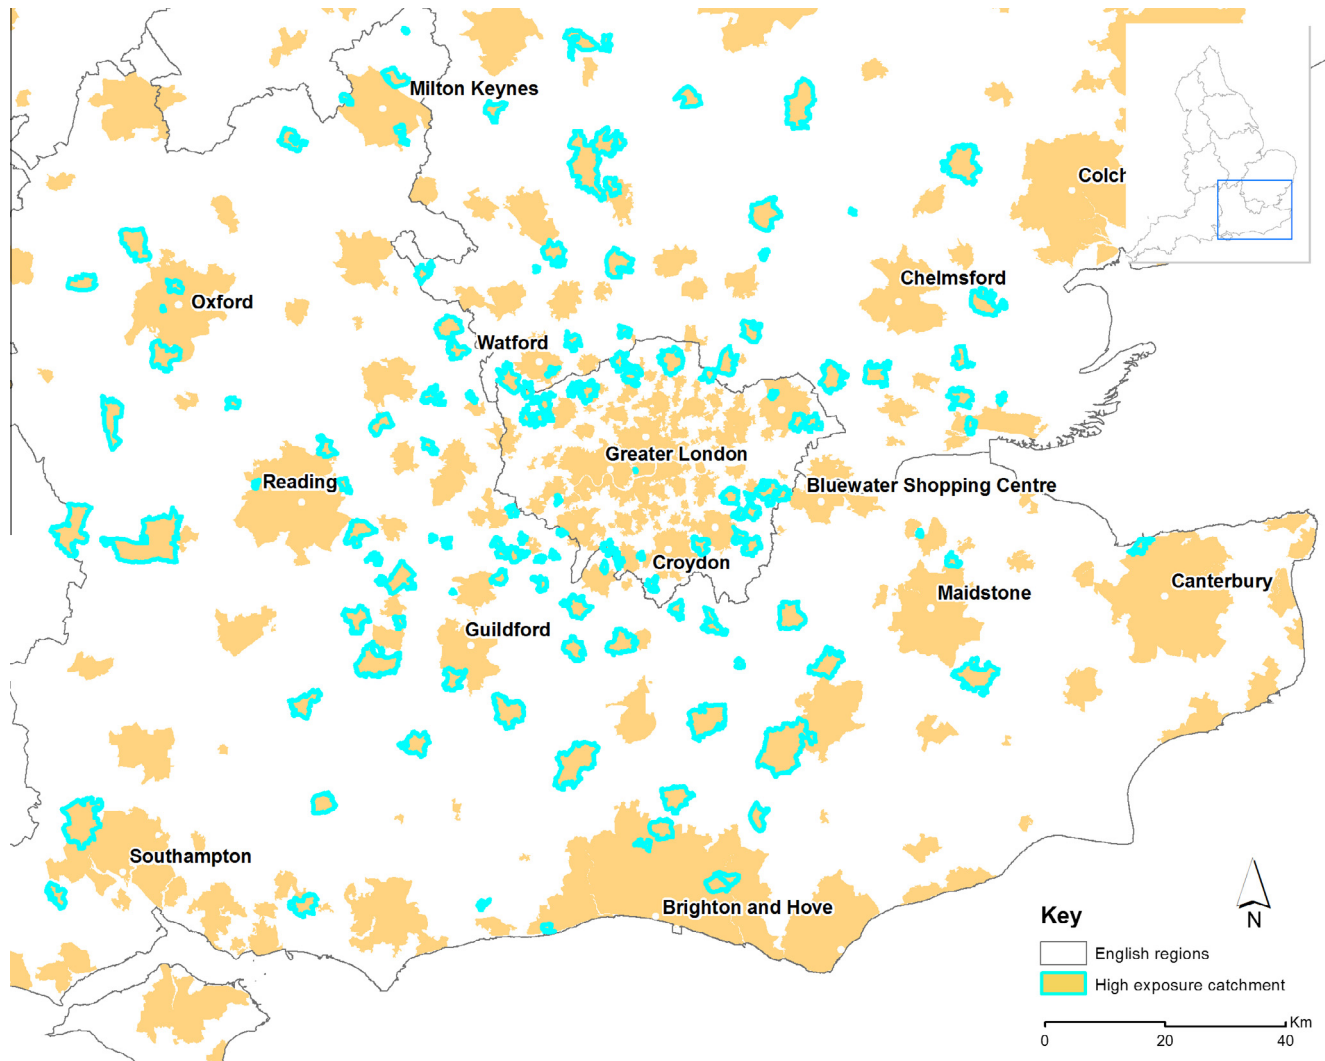 Milton Keynes
Colch
Oxford
Chelmsford
Watford
Greater London
Reading
Bluewater Shopping Centre
Croydon
Canterbury
Maidstone
Guildford
Southampton
Brighton and Hove
Key
N
English regions
High exposure catchment
Km
0 20 40